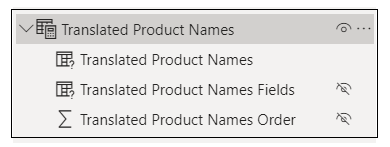 Translated Product Names
Translated Product Names
Translated Product Names Fields
Translated Product Names Order